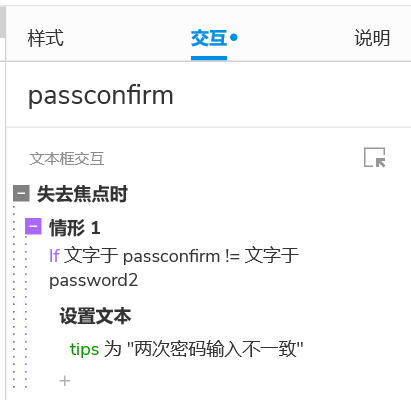 样式 交互 说明
passconfirm
文本框交互
失去焦点时
情形 1
If 文字于 passconfirm != 文字于
password2
设置文本
tips 为 "两次密码输入不一致"
+